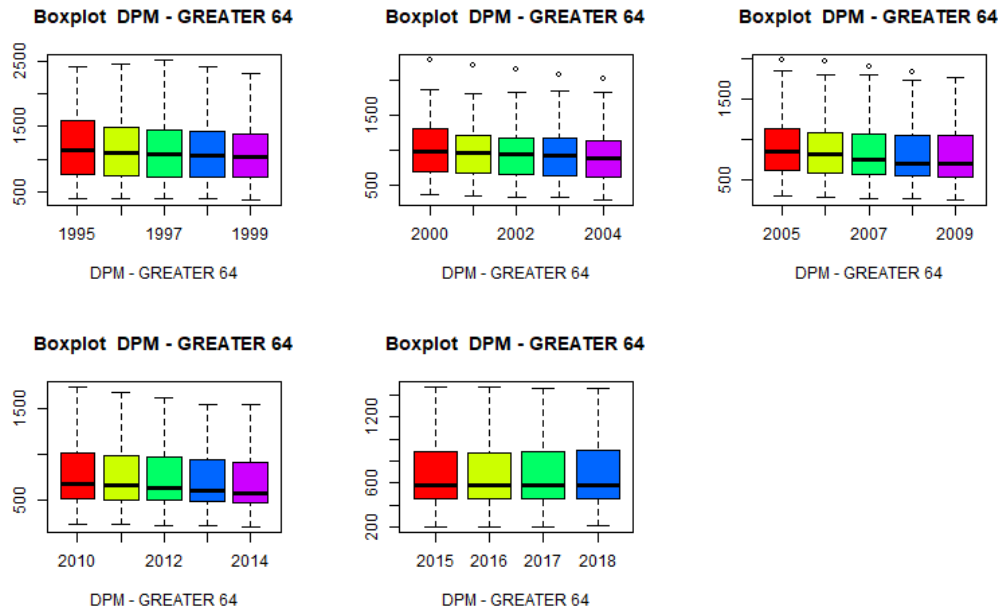 Boxplot DPM - GREATER 64
2500
1500
500
1995 1997 1999
DPM - GREATER 64
Boxplot DPM - GREATER 64
1500
500
2000 2002 2004
DPM - GREATER 64
Boxplot DPM - GREATER 64
1500
500
2005 2007 2009
DPM - GREATER 64
Boxplot DPM - GREATER 64
1500
500
2010 2012 2014
DPM - GREATER 64
Boxplot DPM - GREATER 64
1200
600
200
2015 2016 2017 2018
DPM - GREATER 64